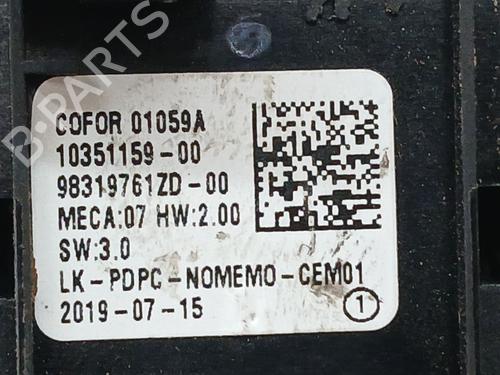 COFOR 01059A
10351159-00
98319761ZD-00
MECA:07 HW:2.00
SW:3.0
LK-PDPC-NOMEMO-CEM01
2019-07-15
1
B-PARTS